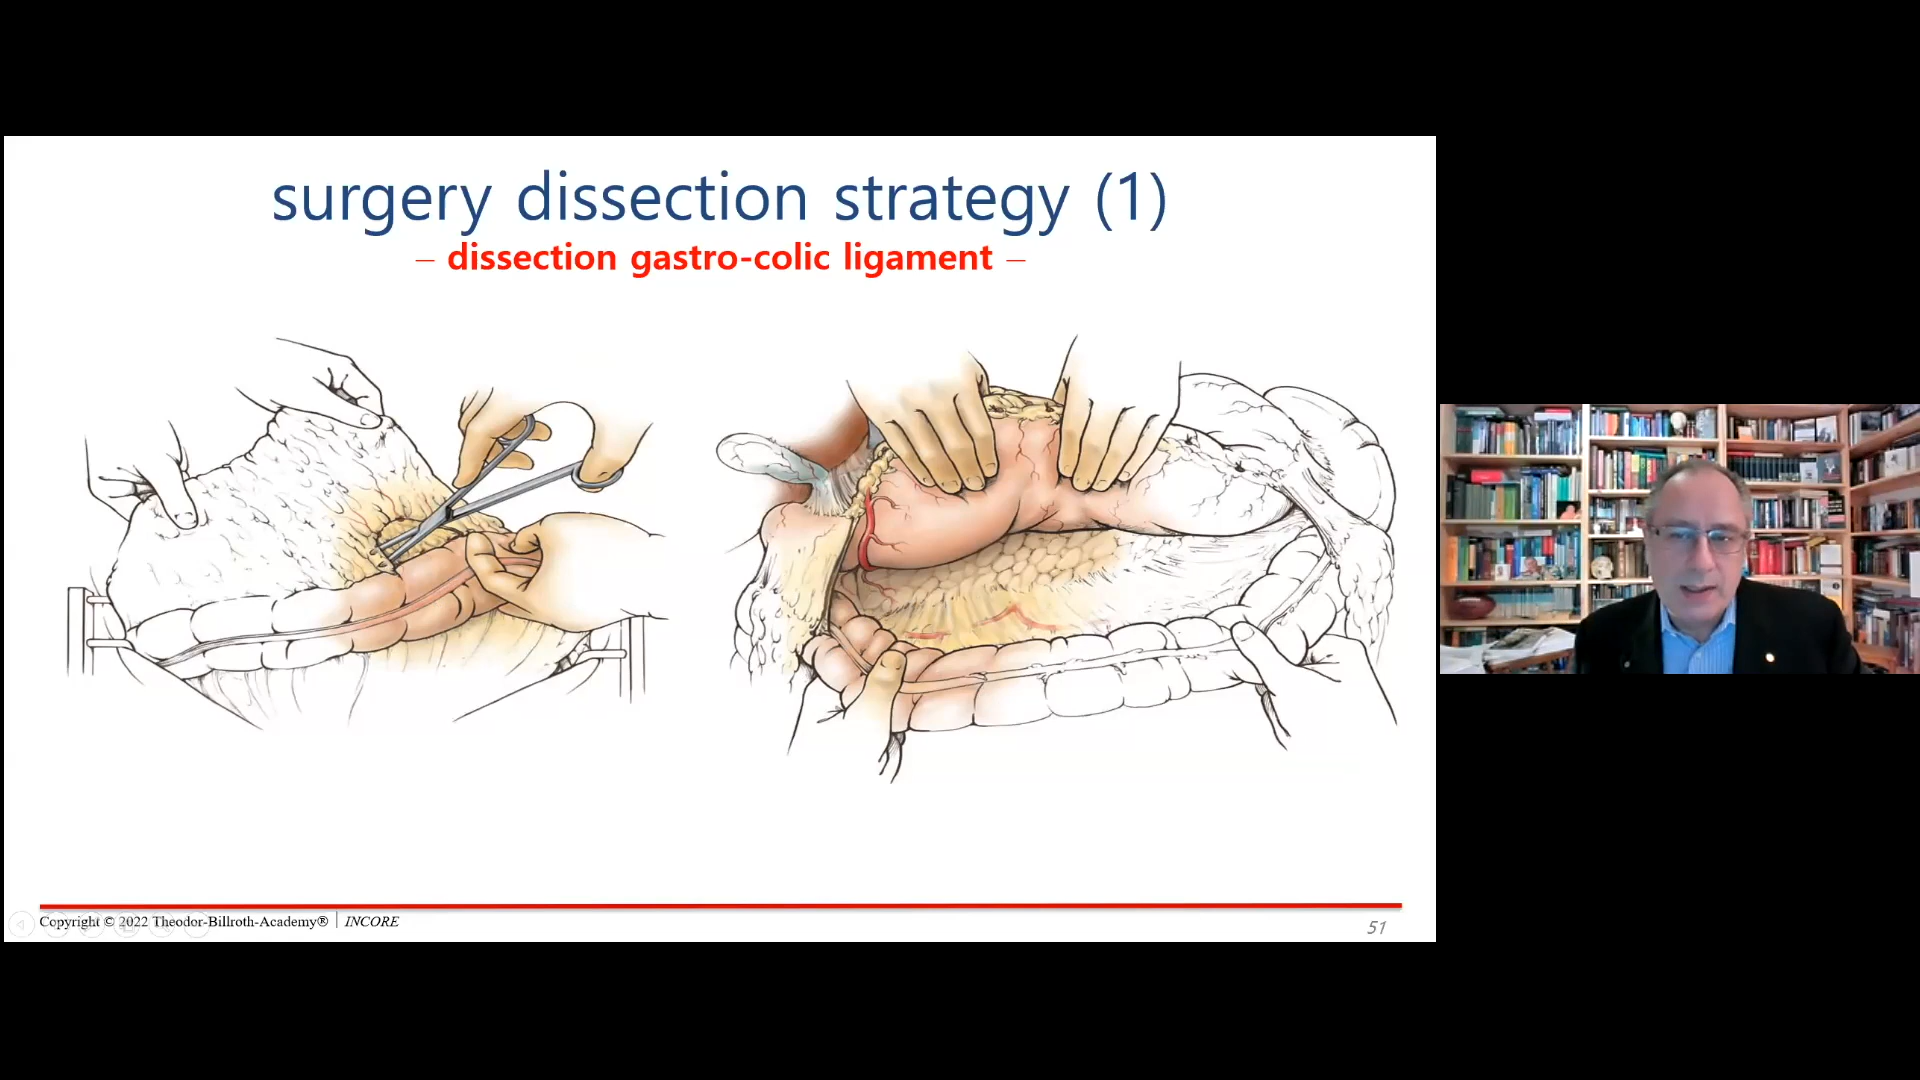 surgery dissection strategy (1)
– dissection gastro-colic ligament –
Copyright © 2022 Theodor-Billroth-Academy® | INCORE
51